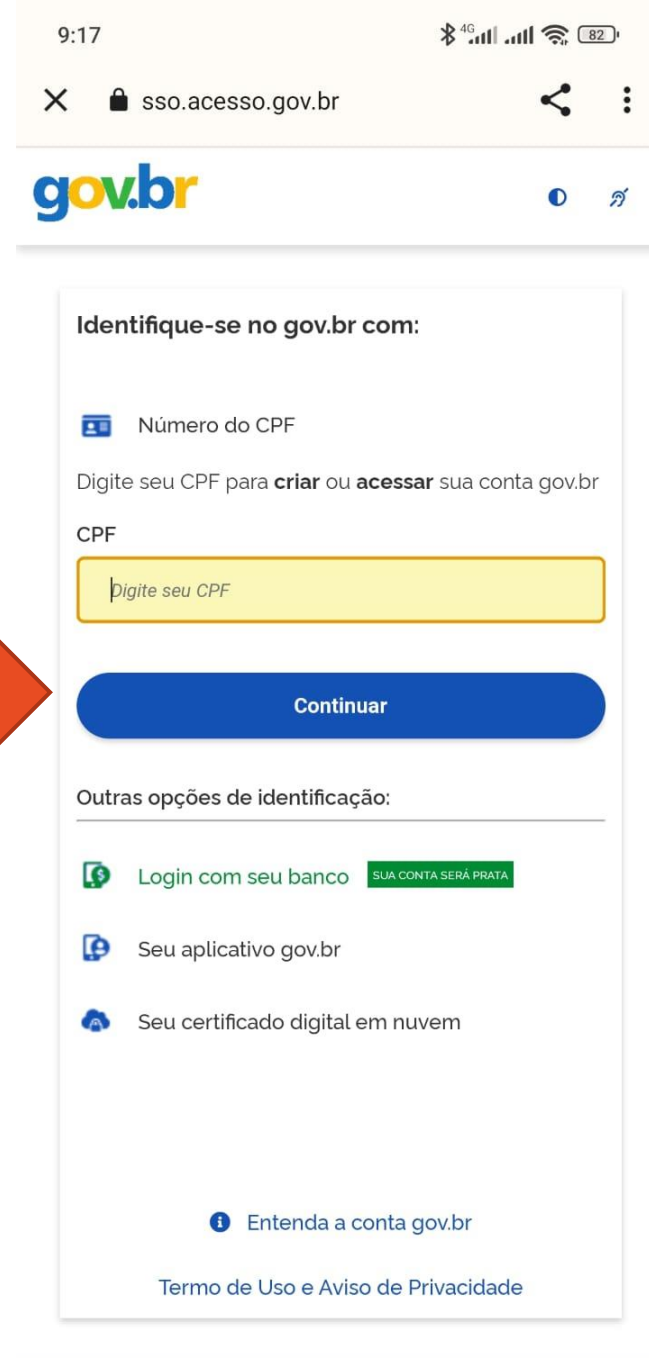 9:17
4G
82
sso.acesso.gov.br
gov.br
Identifique-se no gov.br com:
Número do CPF
Digite seu CPF para criar ou acessar sua conta gov.br
CPF
Digite seu CPF
Continuar
Outras opções de identificação:
Login com seu banco SUA CONTA SERÁ PRATA
Seu aplicativo gov.br
Seu certificado digital em nuvem
Entenda a conta gov.br
Termo de Uso e Aviso de Privacidade